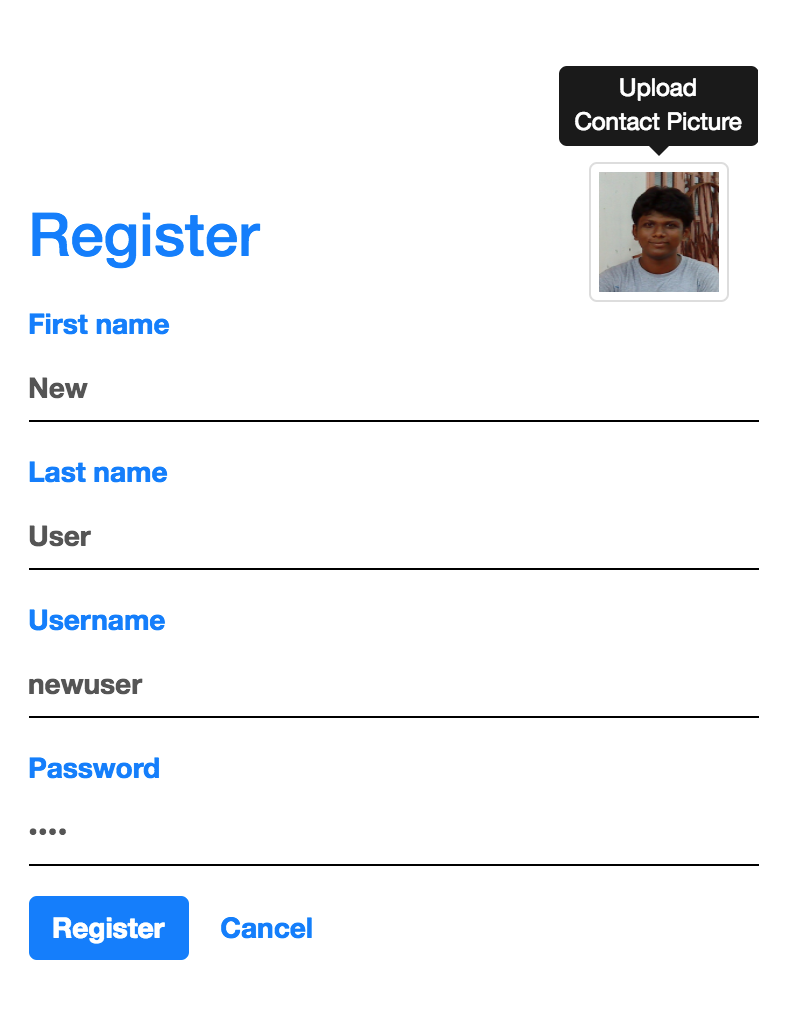 Upload
Contact Picture
Register
First name
New
Last name
User
Username
newuser
Password
••••
Register
Cancel